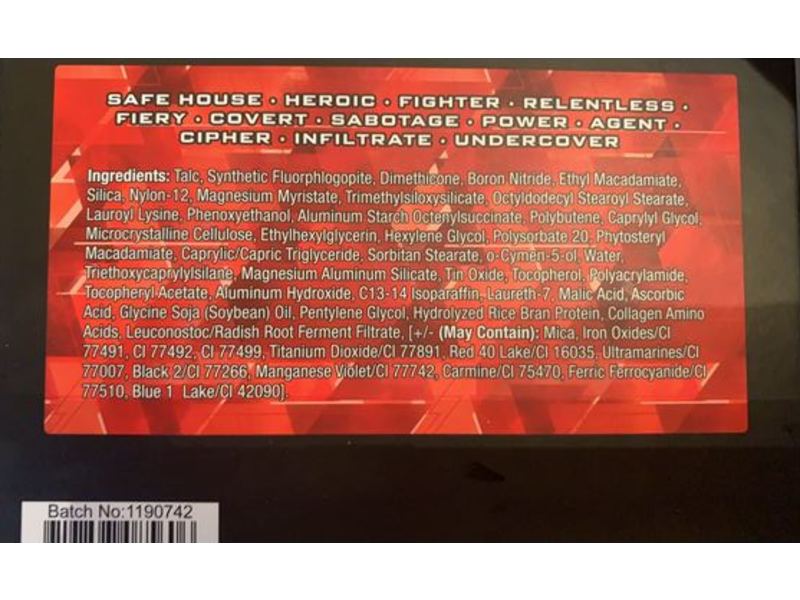 SAFE HOUSE • HEROIC • FIGHTER • RELENTLESS •
FIERY • COVERT • SABOTAGE • POWER • AGENT •
CIPHER • INFILTRATE • UNDERCOVER
Ingredients: Talc, Synthetic Fluorphlogopite, Dimethicone, Boron Nitride, Ethyl Macadamiate,
Silica, Nylon-12, Magnesium Myristate, Trimethylsiloxysilicate, Octyldodecyl Stearoyl Stearate,
Lauroyl Lysine, Phenoxyethanol, Aluminum Starch Octenylsuccinate, Polybutene, Caprylyl Glycol,
Microcrystalline Cellulose, Ethylhexylglycerin, Hexylene Glycol, Polysorbate 20, Phytosteryl
Macadamiate, Caprylic/Capric Triglyceride, Sorbitan Stearate, o-Cymen-5-ol, Water,
Triethoxycaprylylsilane, Magnesium Aluminum Silicate, Tin Oxide, Tocopherol, Polyacrylamide,
Tocopheryl Acetate, Aluminum Hydroxide, C13-14 Isoparaffin, Laureth-7, Malic Acid, Ascorbic
Acid, Glycine Soja (Soybean) Oil, Pentylene Glycol, Hydrolyzed Rice Bran Protein, Collagen Amino
Acids, Leuconostoc/Radish Root Ferment Filtrate, [+/- (May Contain): Mica, Iron Oxides/CI
77491, CI 77492, CI 77499, Titanium Dioxide/CI 77891, Red 40 Lake/CI 16035, Ultramarines/CI
77007, Black 2/CI 77266, Manganese Violet/CI 77742, Carmine/CI 75470, Ferric Ferrocyanide/CI
77510, Blue 1 Lake/CI 42090].
Batch No:1190742